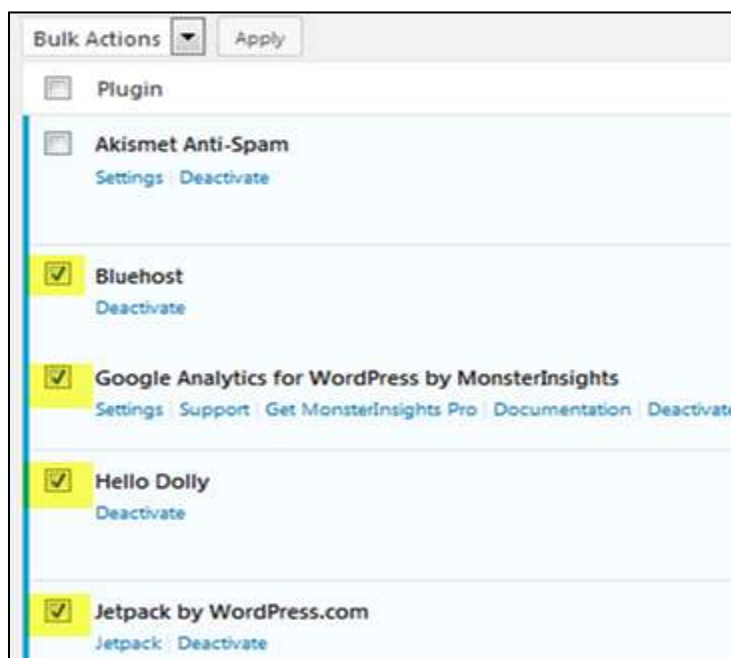 Bulk Actions Apply
Plugin
Akismet Anti-Spam
Settings | Deactivate
Bluehost
Deactivate
Google Analytics for WordPress by MonsterInsights
Settings | Support | Get MonsterInsights Pro | Documentation | Deactivate
Hello Dolly
Deactivate
Jetpack by WordPress.com
Jetpack | Deactivate